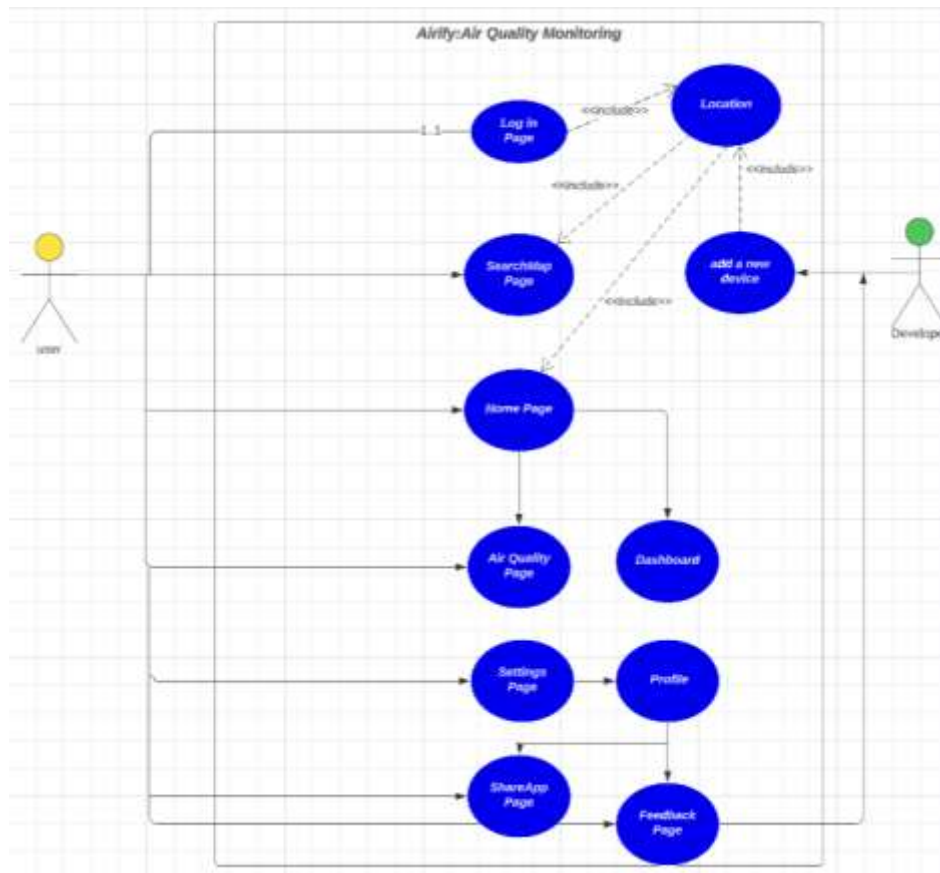 Airify:Air Quality Monitoring
Location
<<include>>
Log in
Page
1..1
<<include>>
<<include>>
SearchMap
Page
add a new
device
<<include>>
user
Develope
Home Page
Air Quality
Page
Dashboard
Settings
Page
Profile
ShareApp
Page
Feedback
Page